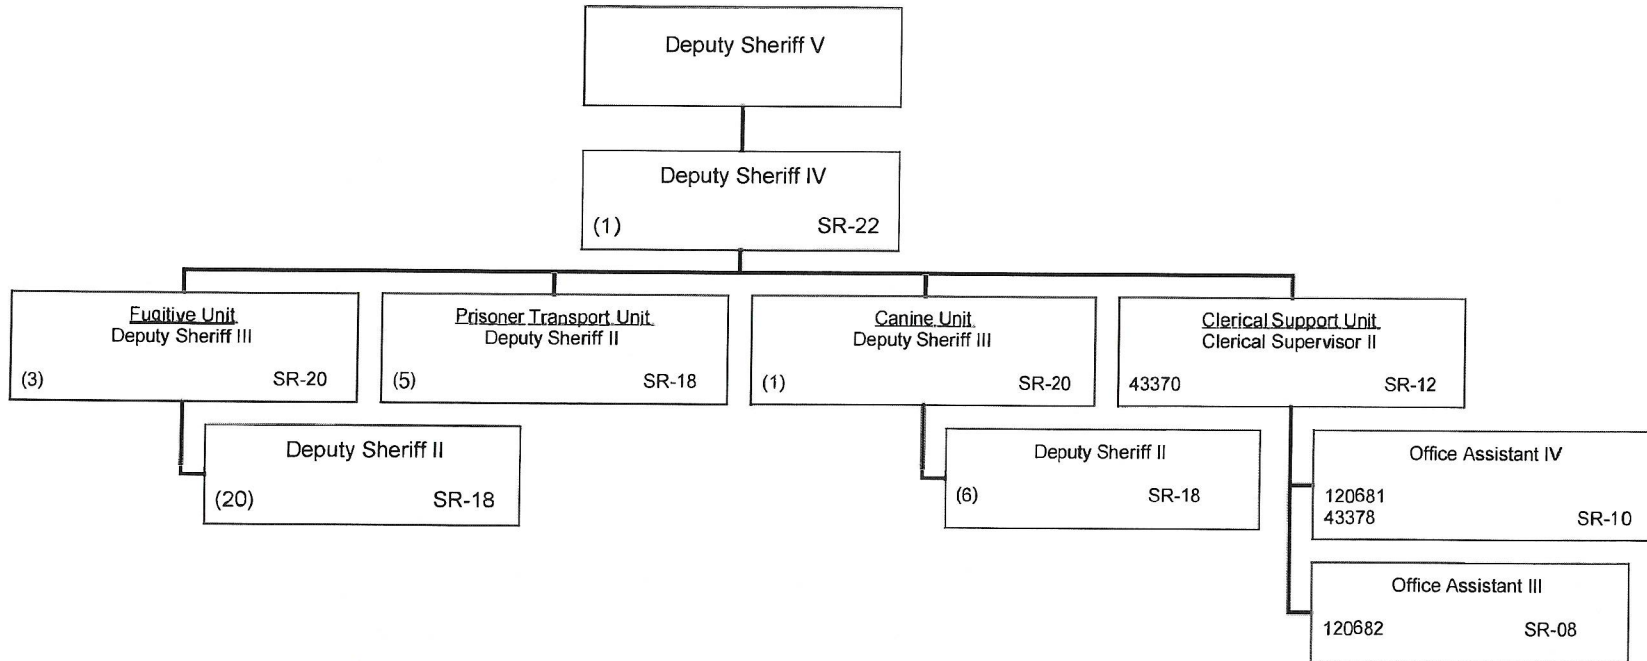 Deputy Sheriff V
Deputy Sheriff IV
(1) SR-22
Fugitive Unit
Deputy Sheriff III
(3) SR-20
Prisoner Transport Unit
Deputy Sheriff II
(5) SR-18
Canine Unit
Deputy Sheriff III
(1) SR-20
Clerical Support Unit
Clerical Supervisor II
43370 SR-12
Deputy Sheriff II
(20) SR-18
Deputy Sheriff II
(6) SR-18
Office Assistant IV
120681
43378 SR-10
Office Assistant III
120682 SR-08